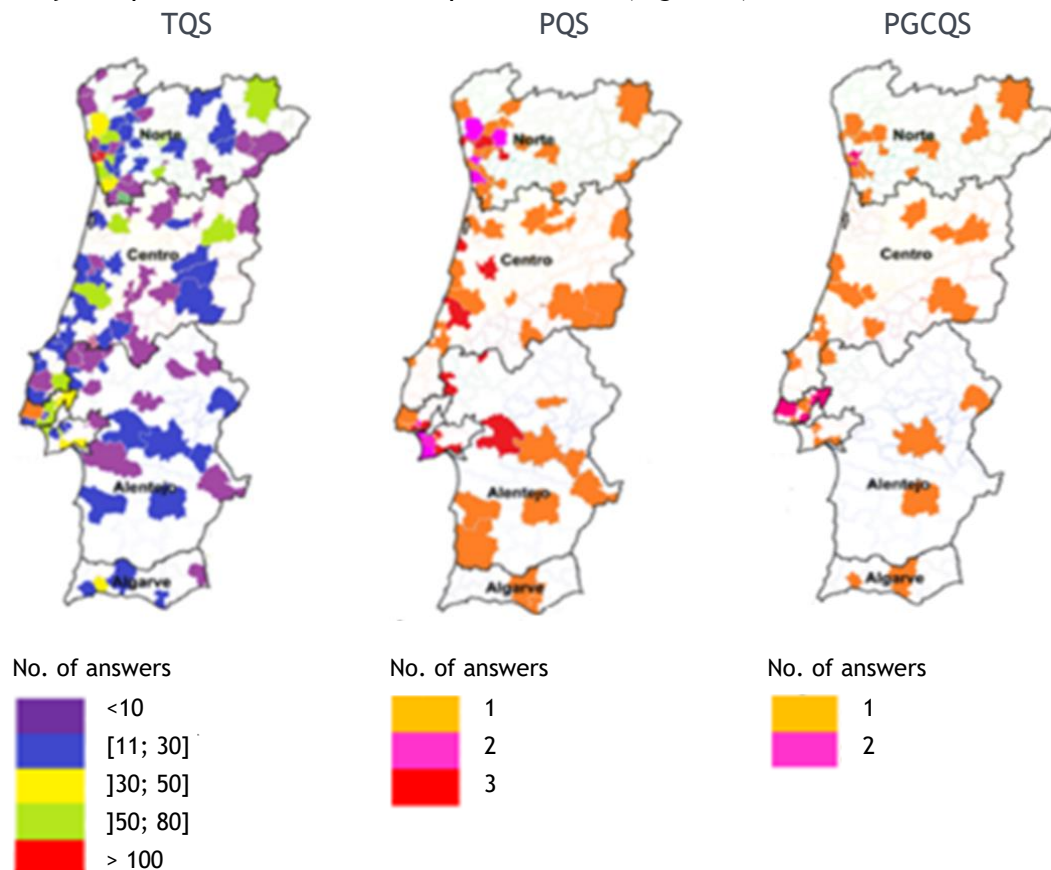 TQS
PQS
PGCQS
Norte
Centro
Alentejo
Algarve
Norte
Centro
Alentejo
Algarve
Norte
Centro
Alentejo
Algarve
No. of answers
<10
[11; 30]
]30; 50]
]50; 80]
> 100
No. of answers
1
2
3
No. of answers
1
2